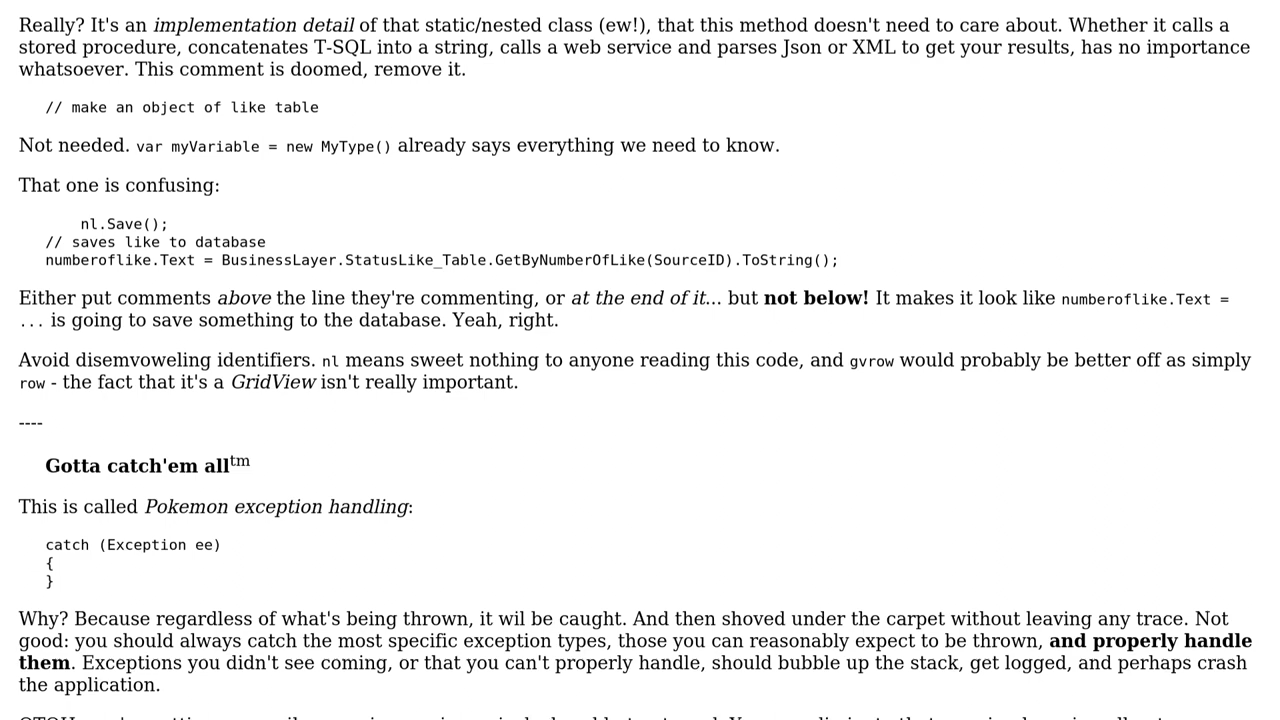 Really? It's an implementation detail of that static/nested class (ew!), that this method doesn't need to care about. Whether it calls a
stored procedure, concatenates T-SQL into a string, calls a web service and parses Json or XML to get your results, has no importance
whatsoever. This comment is doomed, remove it.
// make an object of like table
Not needed. var myVariable = new MyType() already says everything we need to know.
That one is confusing:
nl.Save();
// saves like to database
numberoflike.Text = BusinessLayer.StatusLike_Table.GetByNumberOfLike(SourceID).ToString();
Either put comments above the line they're commenting, or at the end of it... but not below! It makes it look like numberoflike.Text =
... is going to save something to the database. Yeah, right.
Avoid disemvoweling identifiers. nl means sweet nothing to anyone reading this code, and gvrow would probably be better off as simply
row - the fact that it's a GridView isn't really important.
----
Gotta catch'em alltm
This is called Pokemon exception handling:
catch (Exception ee)
{
}
Why? Because regardless of what's being thrown, it wil be caught. And then shoved under the carpet without leaving any trace. Not
good: you should always catch the most specific exception types, those you can reasonably expect to be thrown, and properly handle
them. Exceptions you didn't see coming, or that you can't properly handle, should bubble up the stack, get logged, and perhaps crash
the application.